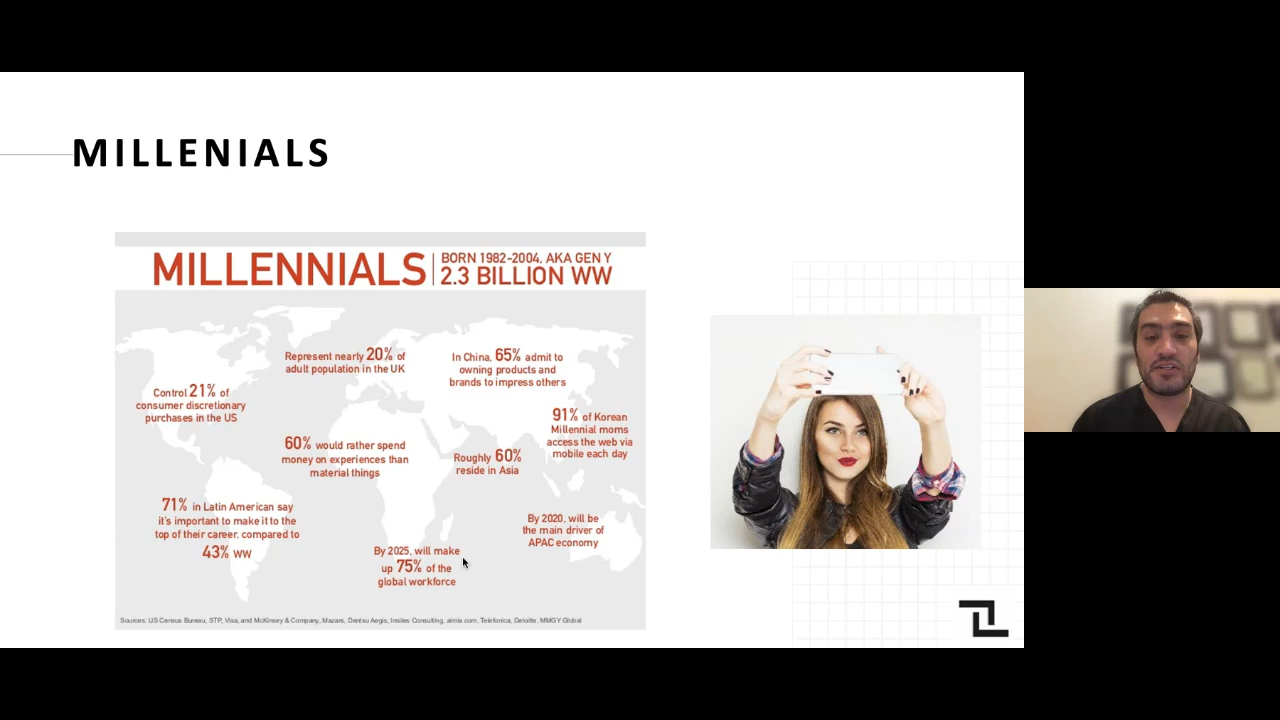 MILLENIALS
MILLENNIALS
BORN 1982-2004, AKA GEN Y
2.3 BILLION WW
Represent nearly 20% of
adult population in the UK
In China, 65% admit to
owning products and
brands to impress others
Control 21% of
consumer discretionary
purchases in the US
91% of Korean
Millennial moms
access the web via
mobile each day
60% would rather spend
money on experiences than
material things
Roughly 60%
reside in Asia
71% in Latin American say
it's important to make it to the
top of their career, compared to
43% WW
By 2020, will be
the main driver of
APAC economy
By 2025, will make
up 75% of the
global workforce
Sources: US Census Bureau, STP, Visa, and McKinsey & Company, Mazars, Dentsu Aegis, Insites Consulting, aimia.com, Telefonica, Deloitte, MMGY Global